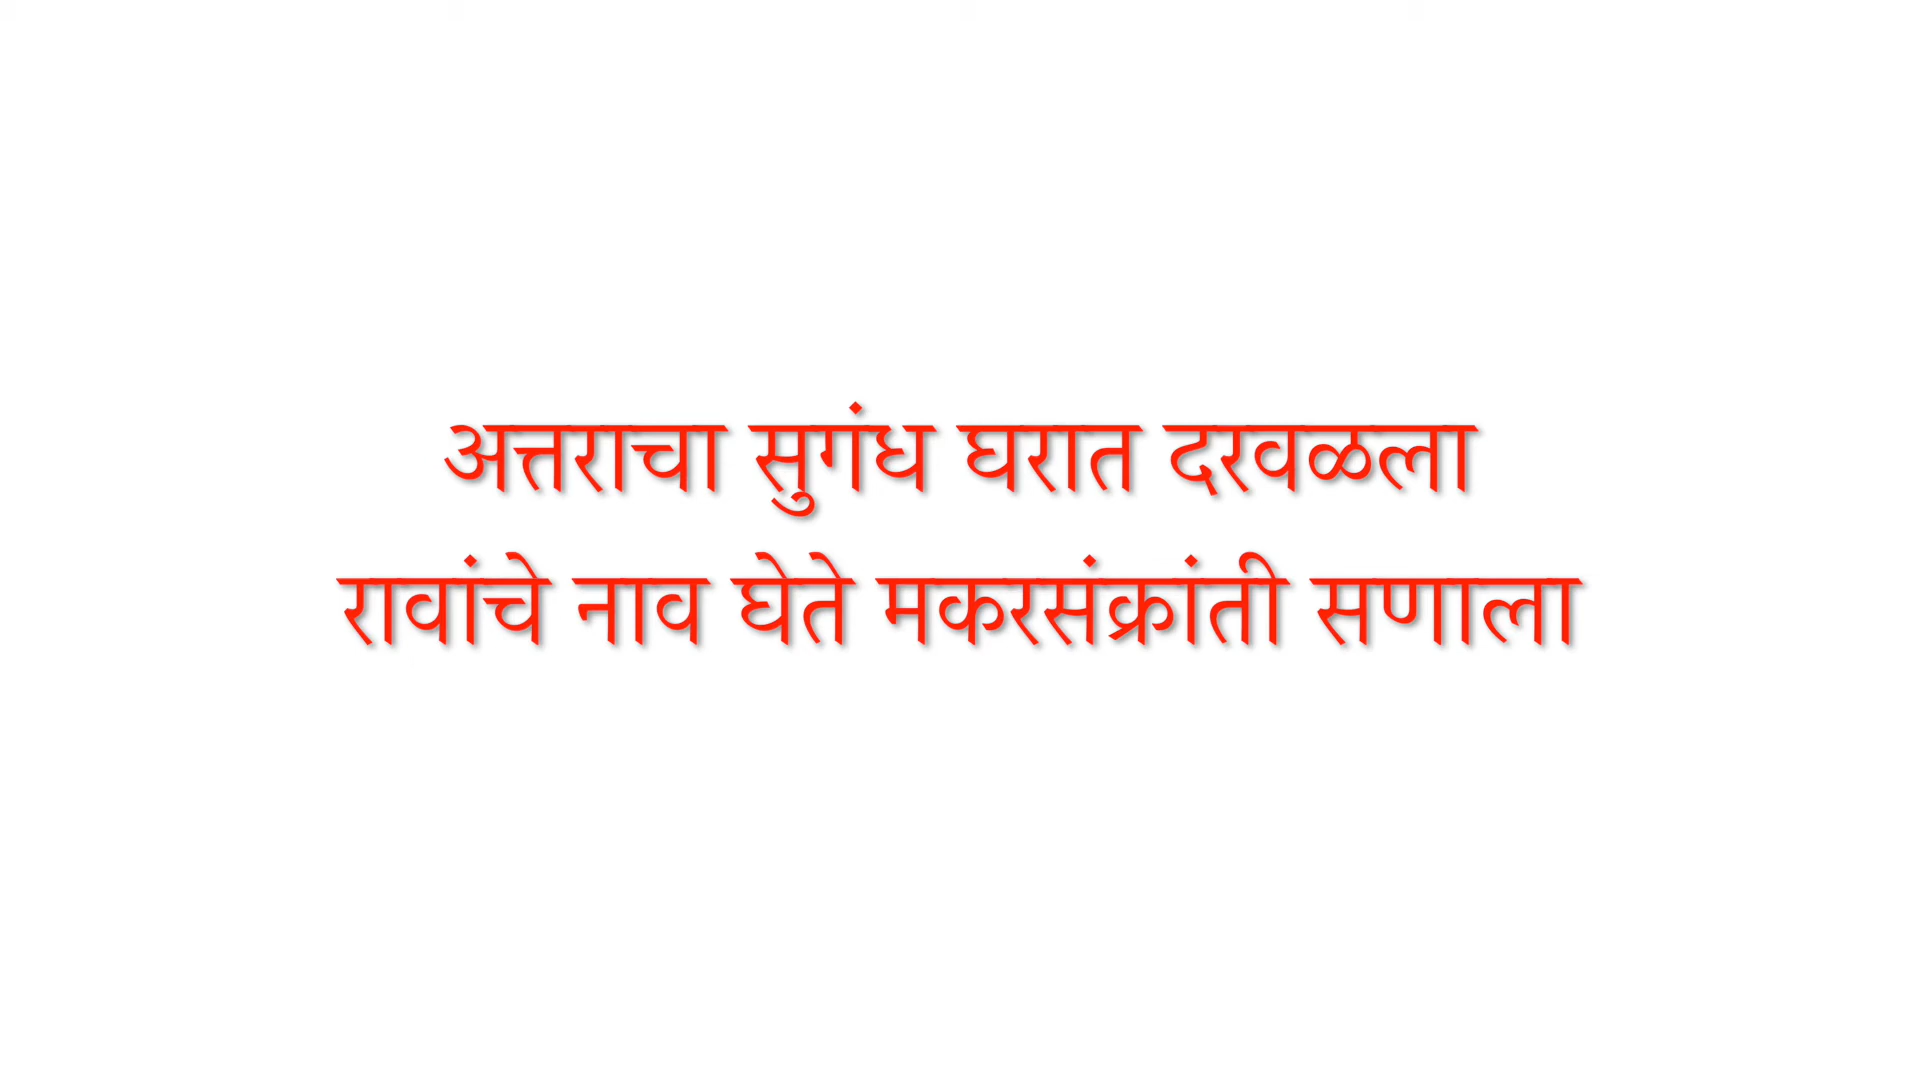 अत्तराचा सुगंध घरात दरवळला
रावांचे नाव घेते मकरसंक्रांती सणाला